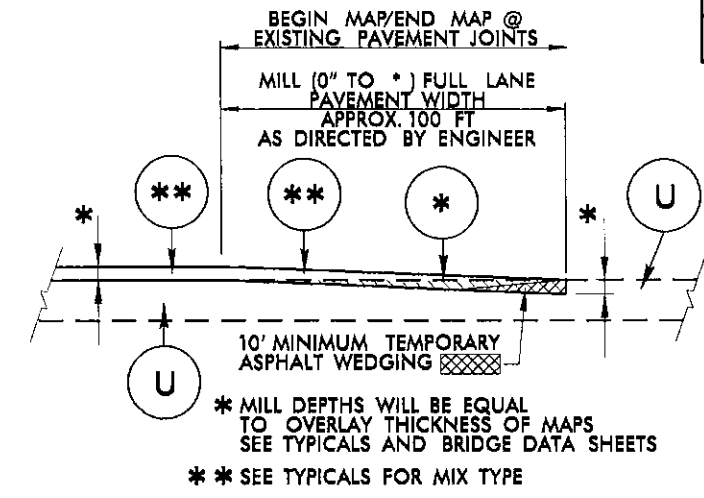 BEGIN MAP/END MAP @
EXISTING PAVEMENT JOINTS
MILL (0" TO * ) FULL LANE
PAVEMENT WIDTH
APPROX. 100 FT
AS DIRECTED BY ENGINEER
* ** ** * * U
U
10' MINIMUM TEMPORARY
ASPHALT WEDGING
* MILL DEPTHS WILL BE EQUAL
TO OVERLAY THICKNESS OF MAPS
SEE TYPICALS AND BRIDGE DATA SHEETS
* * SEE TYPICALS FOR MIX TYPE